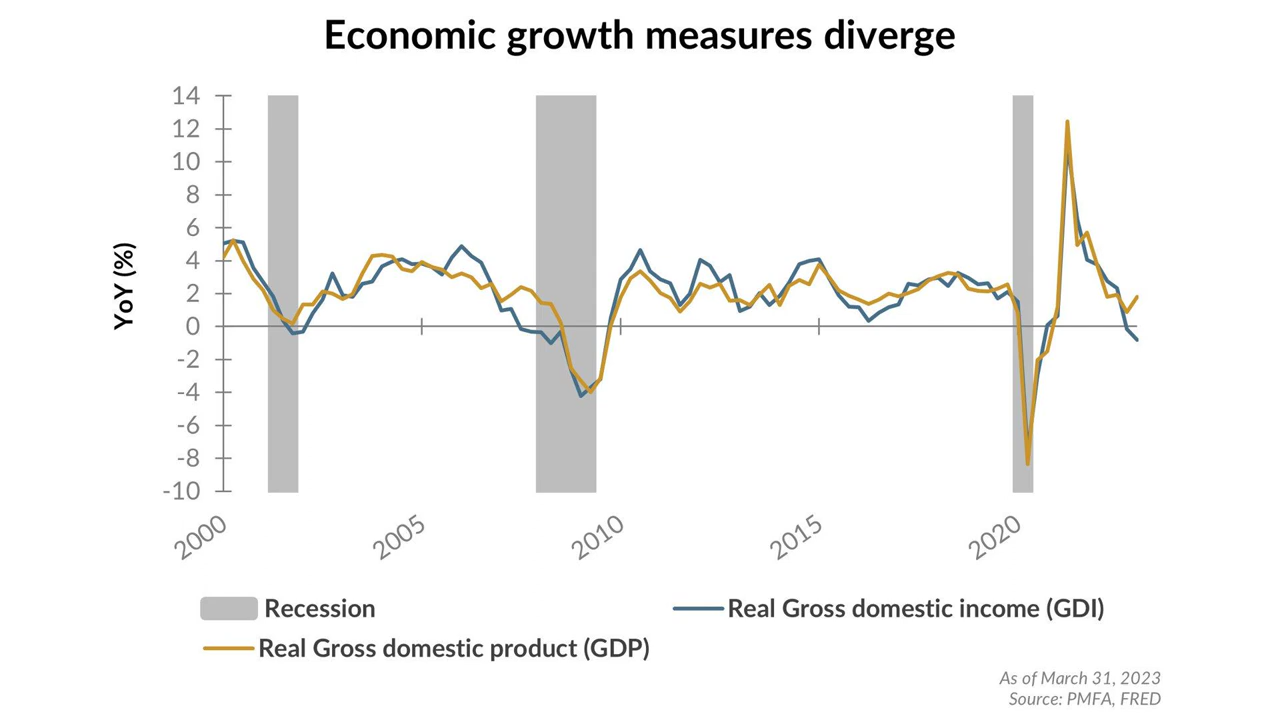 Economic growth measures diverge
YoY (%)
14
12
10
8
6
4
2
0
-2
-4
-6
-8
-10
2000
2005
2010
2015
2020
Recession
Real Gross domestic income (GDI)
Real Gross domestic product (GDP)
As of March 31, 2023
Source: PMFA, FRED